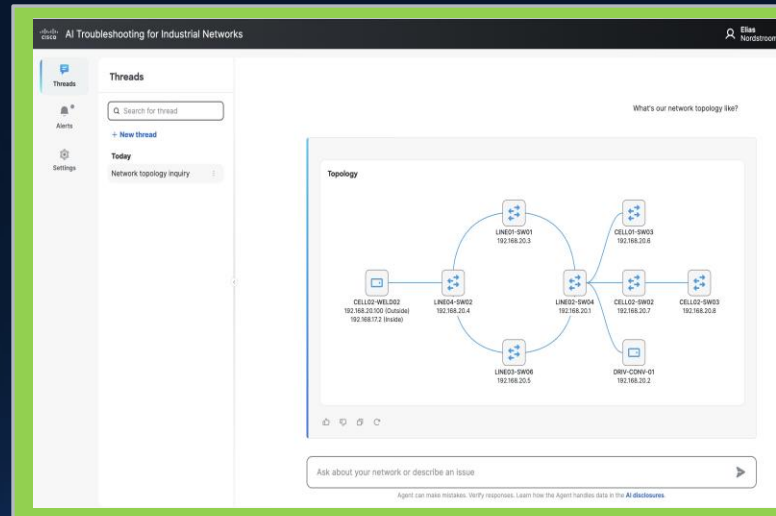 cisco AI Troubleshooting for Industrial Networks
Elias
Nordstroom
Threads
Alerts
Settings
Threads
Search for thread
+ New thread
Today
Network topology inquiry
What's our network topology like?
Topology
LINE01-SW01
192.168.20.3
CELL01-SW03
192.168.20.6
CELL02-WELD02
192.168.20.100 (Outside)
192.168.17.2 (Inside)
LINE04-SW02
192.168.20.4
LINE02-SW04
192.168.20.1
CELL02-SW02
192.168.20.7
CELL02-SW03
192.168.20.8
LINE03-SW06
192.168.20.5
DRIV-CONV-01
192.168.20.2
Ask about your network or describe an issue
Agent can make mistakes. Verify responses. Learn how the Agent handles data in the AI disclosures.